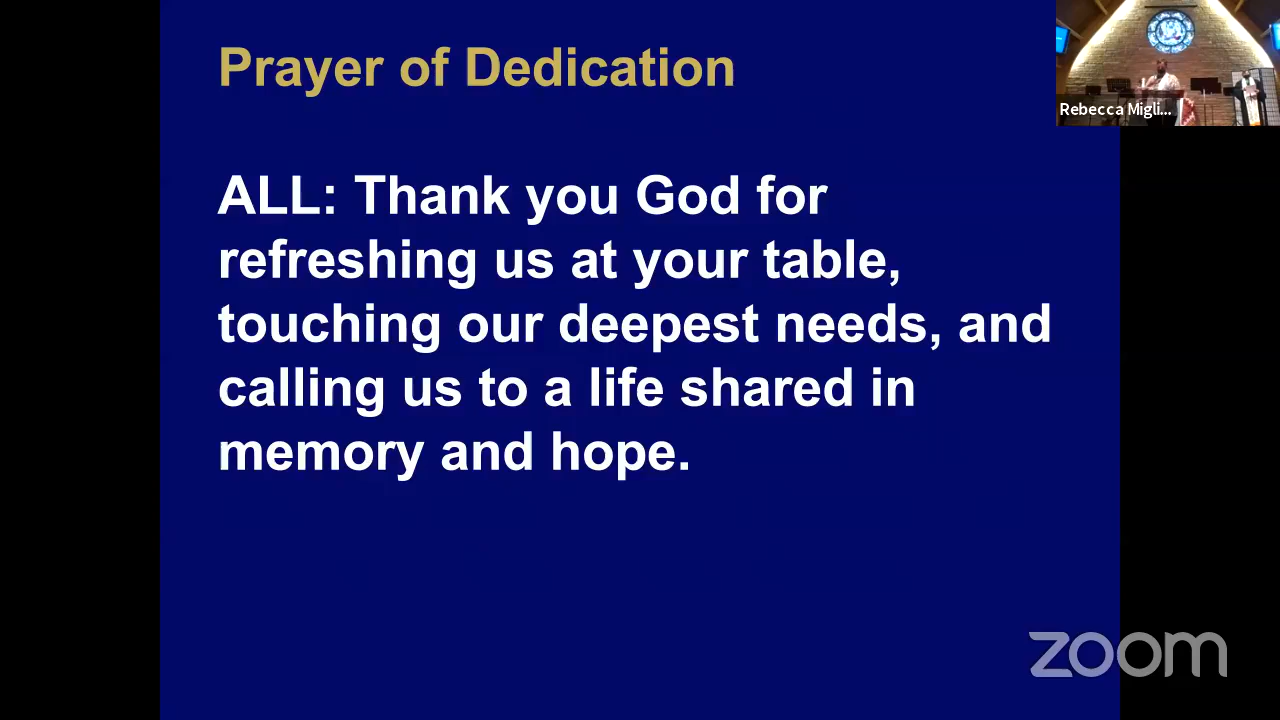 Prayer of Dedication
Rebecca Migli...
ALL: Thank you God for
refreshing us at your table,
touching our deepest needs, and
calling us to a life shared in
memory and hope.
zoom